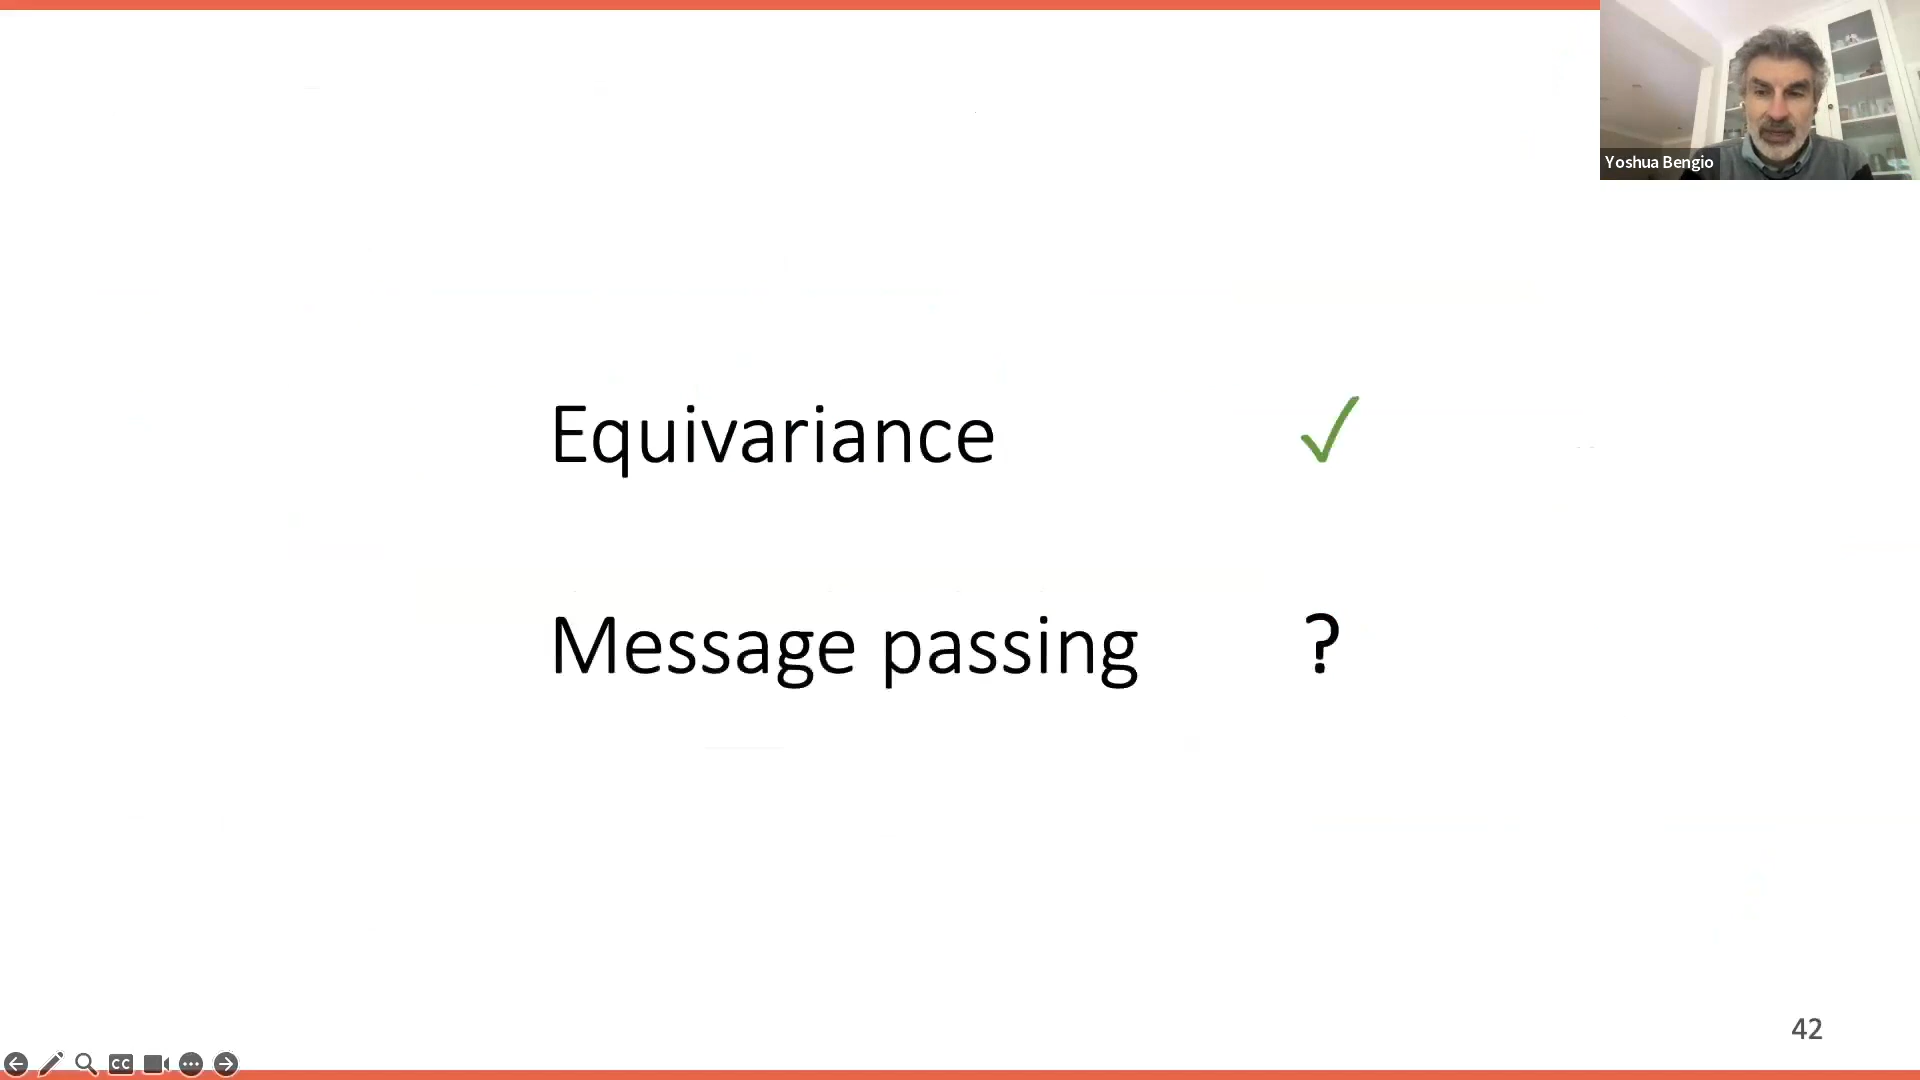 Yoshua Bengio
Equivariance ✓
Message passing ?
42
CC